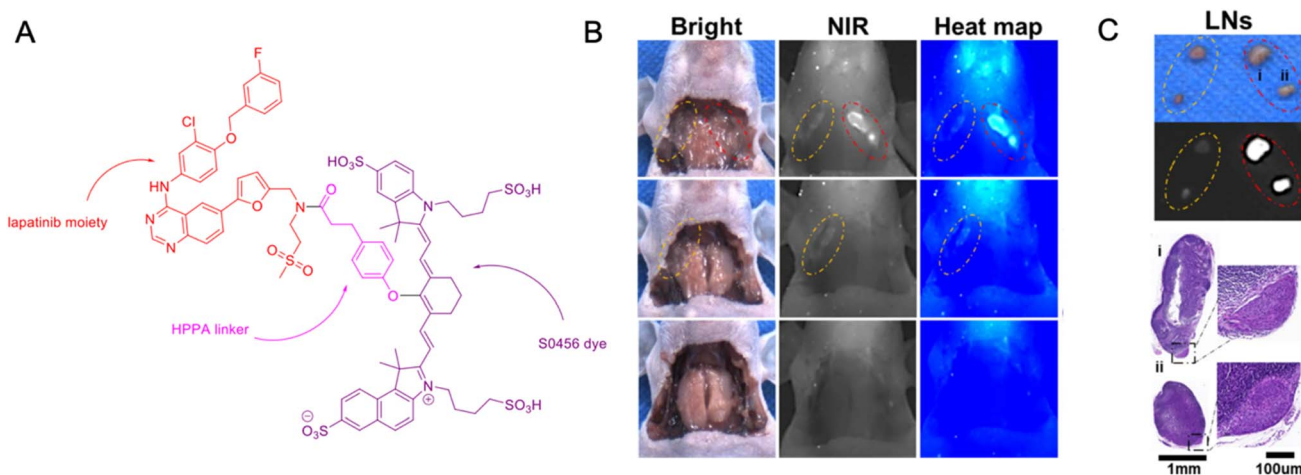 A
F
Cl
O
HN
N
N
O
lapatinib moiety
N
O
S
O
O
HPPA linker
O
HO3S
N
SO3H
S0456 dye
N
⊕
SO3H
⊖
O3S
B
Bright
NIR
Heat map
C
LNs
i
ii
i
ii
1mm
100um